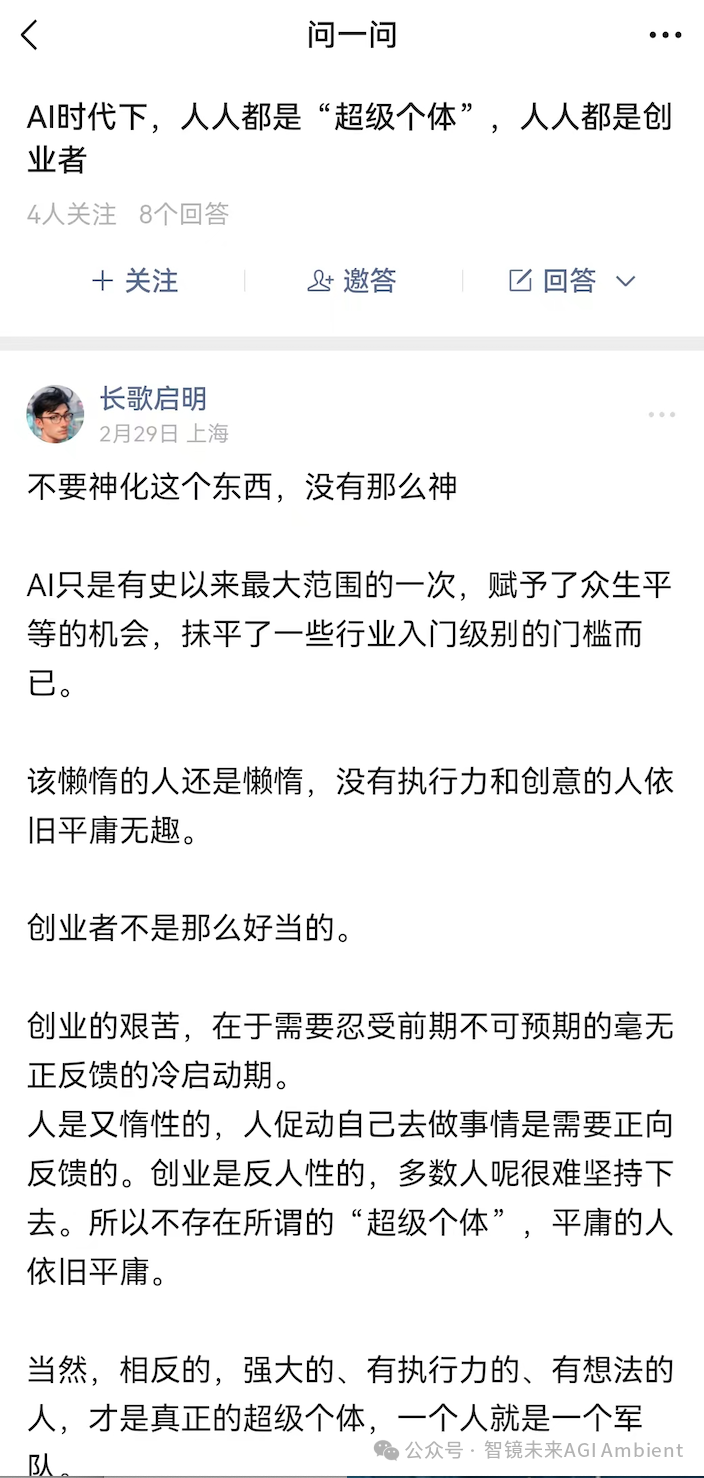 问一问
AI时代下，人人都是“超级个体”，人人都是创
业者
4人关注 8个回答
关注
邀答
回答
长歌启明
2月29日 上海
不要神化这个东西，没有那么神
AI只是有史以来最大范围的一次，赋予了众生平
等的机会，抹平了一些行业入门级别的门槛而
已。
该懒惰的人还是懒惰，没有执行力和创意的人依
旧平庸无趣。
创业者不是那么好当的。
创业的艰苦，在于需要忍受前期不可预期的毫无
正反馈的冷启动期。
人是又惰性的，人促动自己去做事情是需要正向
反馈的。创业是反人性的，多数人呢很难坚持下
去。所以不存在所谓的“超级个体”，平庸的人
依旧平庸。
当然，相反的，强大的、有执行力的、有想法的
人，才是真正的超级个体，一个人就是一个军
队。
公众号 · 智镜未来AGI Ambient